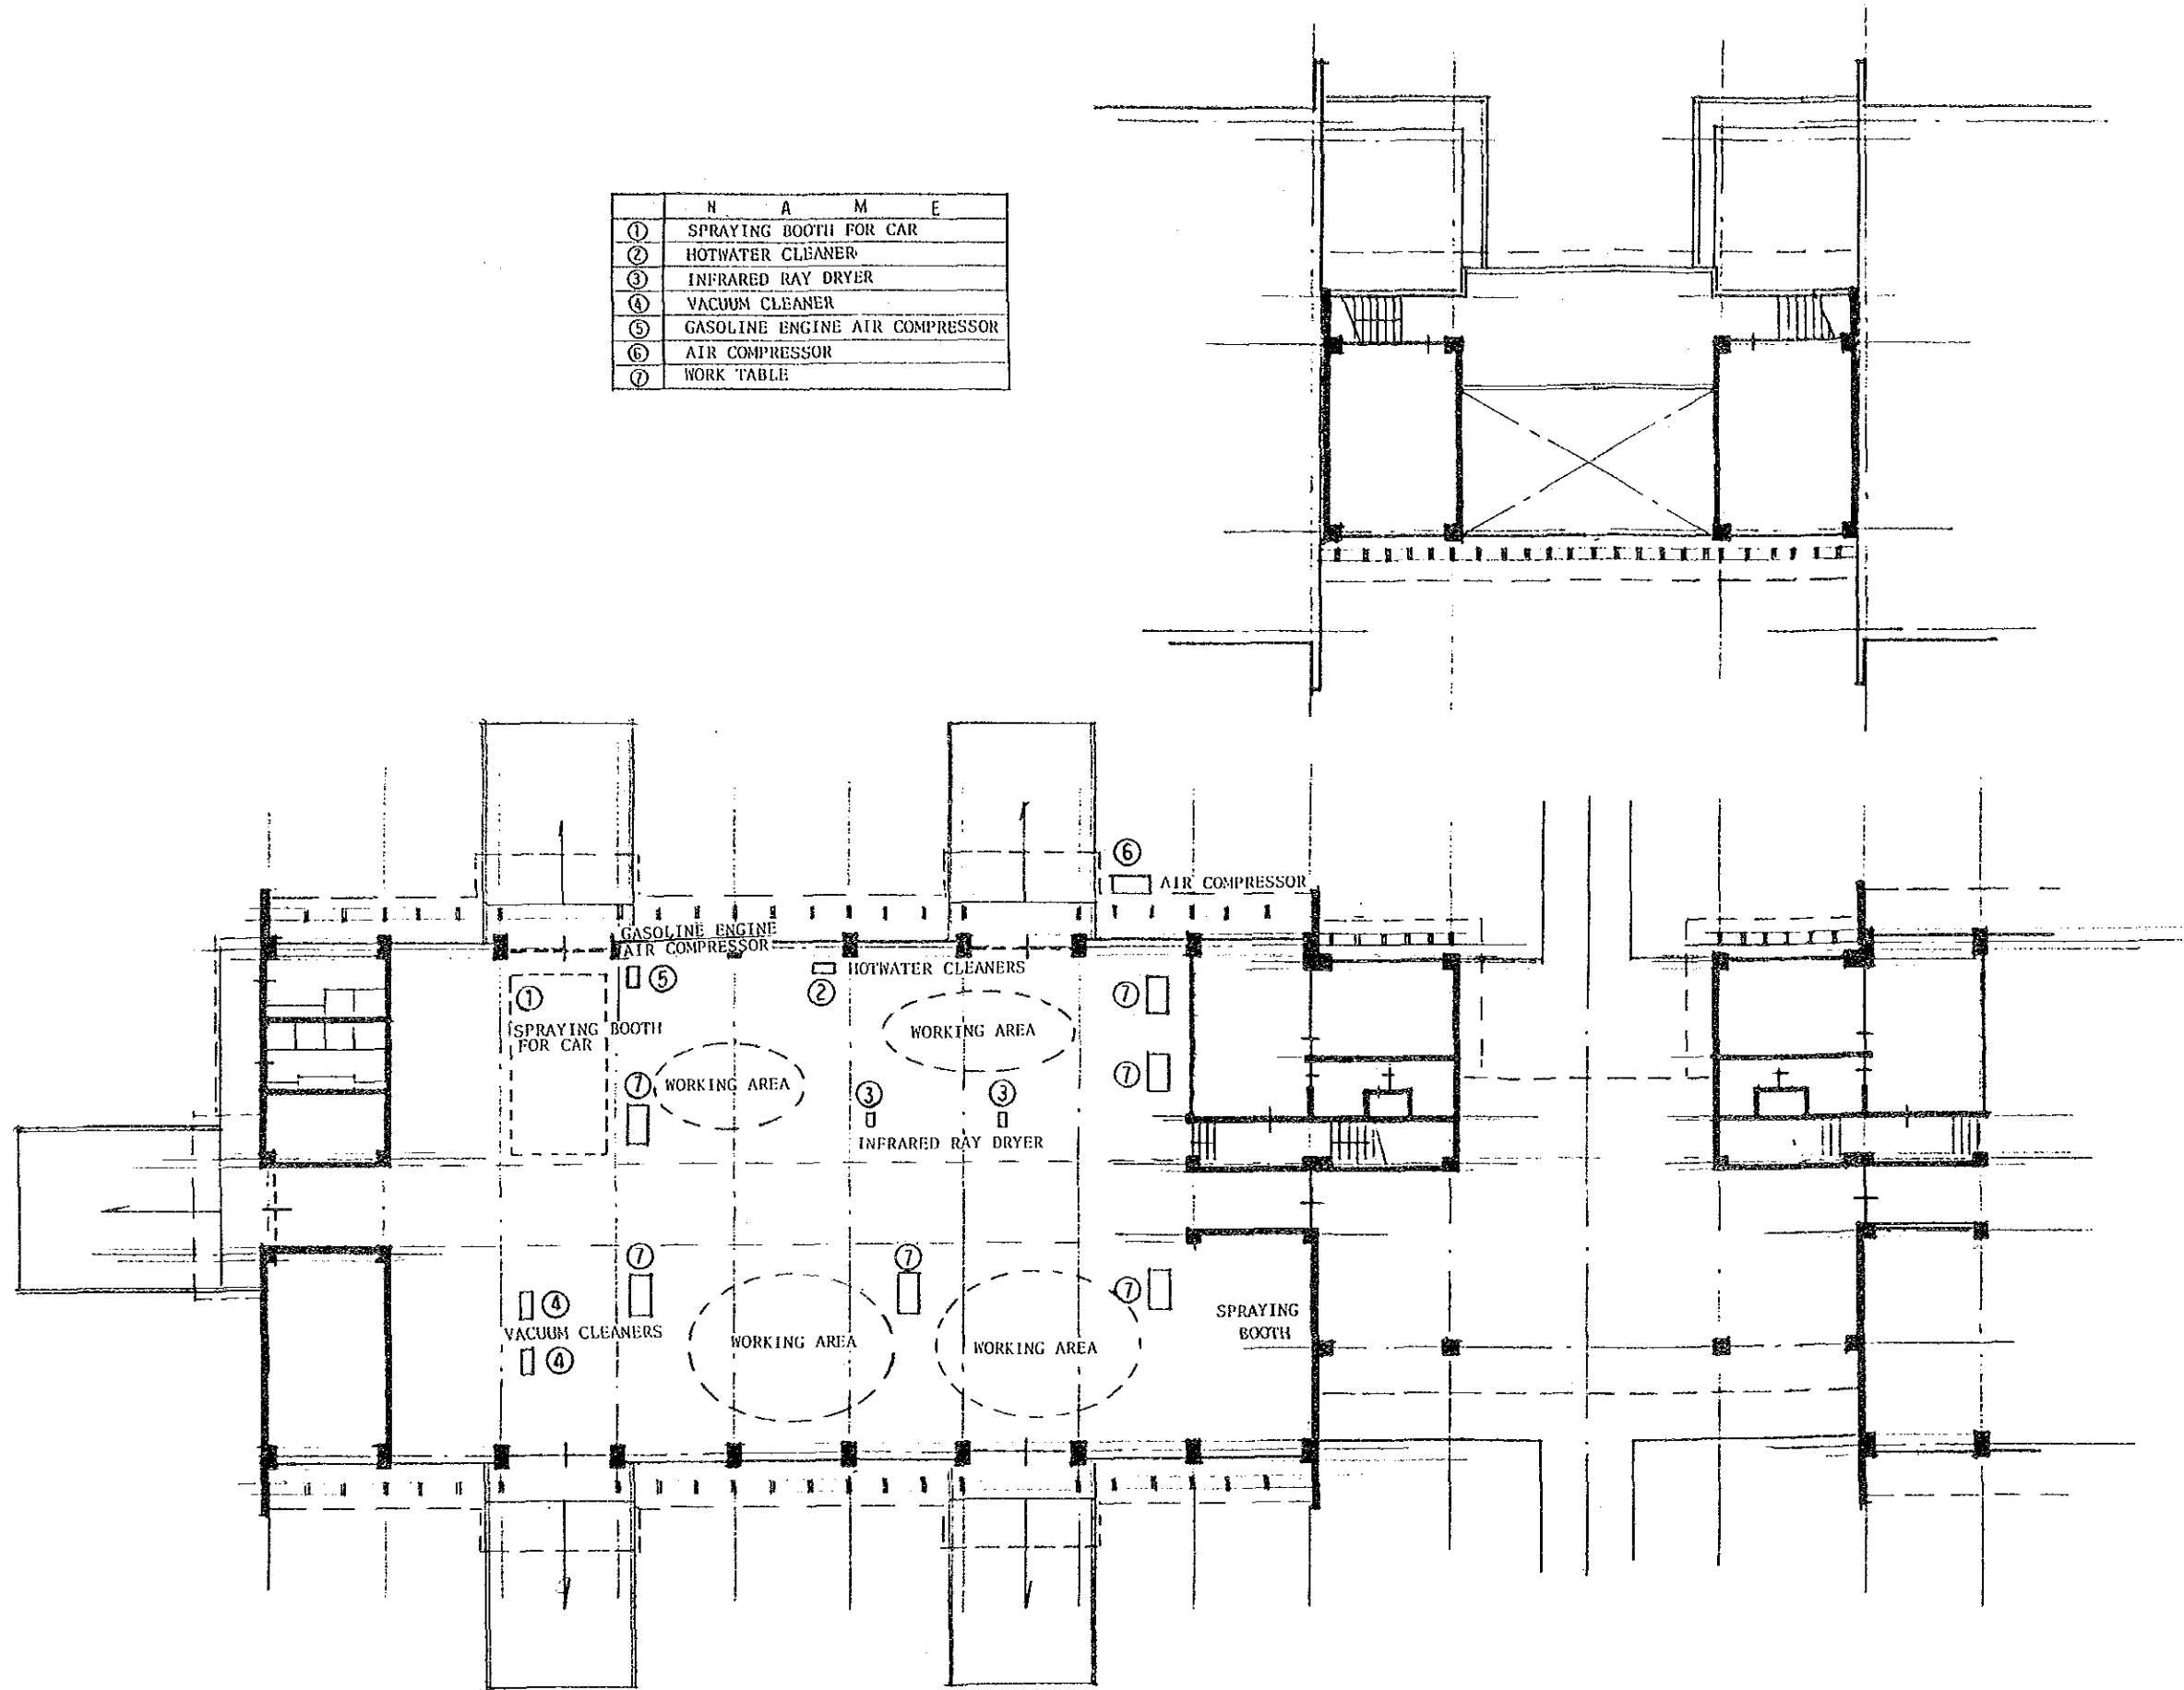 N A M E
① SPRAYING BOOTH FOR CAR
② HOTWATER CLEANER
③ INFRARED RAY DRYER
④ VACUUM CLEANER
⑤ GASOLINE ENGINE AIR COMPRESSOR
⑥ AIR COMPRESSOR
⑦ WORK TABLE
⑥
AIR COMPRESSOR
GASOLINE ENGINE
AIR COMPRESSOR
⑤
HOTWATER CLEANERS
②
①
SPRAYING BOOTH
FOR CAR
⑦
WORKING AREA
WORKING AREA
⑦
⑦
③
③
INFRARED RAY DRYER
⑦
⑦
⑦
④
VACUUM CLEANERS
④
WORKING AREA
WORKING AREA
SPRAYING
BOOTH